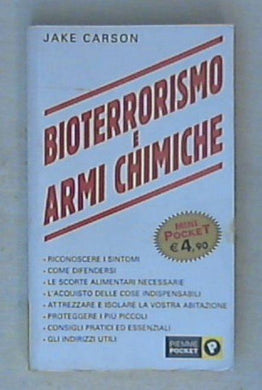 JAKE CARSON
BIOTERRORISMO
E
ARMI CHIMICHE
MINI
POCKET
€ 4,90
• RICONOSCERE I SINTOMI
• COME DIFENDERSI
• LE SCORTE ALIMENTARI NECESSARIE
• L'ACQUISTO DELLE COSE INDISPENSABILI
• ATTREZZARE E ISOLARE LA VOSTRA ABITAZIONE
• PROTEGGERE I PIÙ PICCOLI
• CONSIGLI PRATICI ED ESSENZIALI
• GLI INDIRIZZI UTILI
PIEMME
POCKET
P